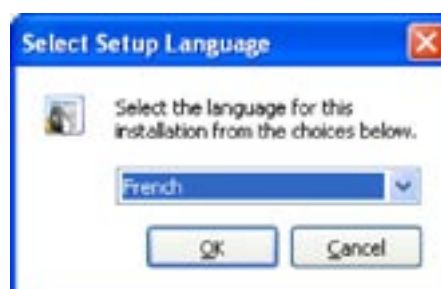 Select Setup Language
Select the language for this
installation from the choices below.
French
OK
Cancel